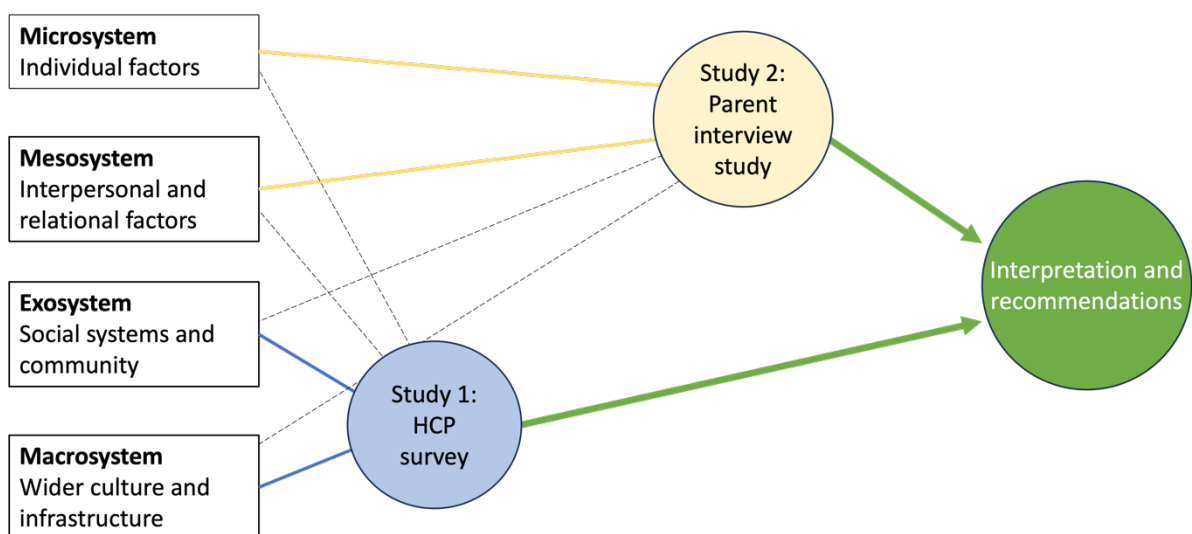 Microsystem
Individual factors
Mesosystem
Interpersonal and
relational factors
Exosystem
Social systems and
community
Macrosystem
Wider culture and
infrastructure
Study 1:
HCP
survey
Study 2:
Parent
interview
study
Interpretation and
recommendations